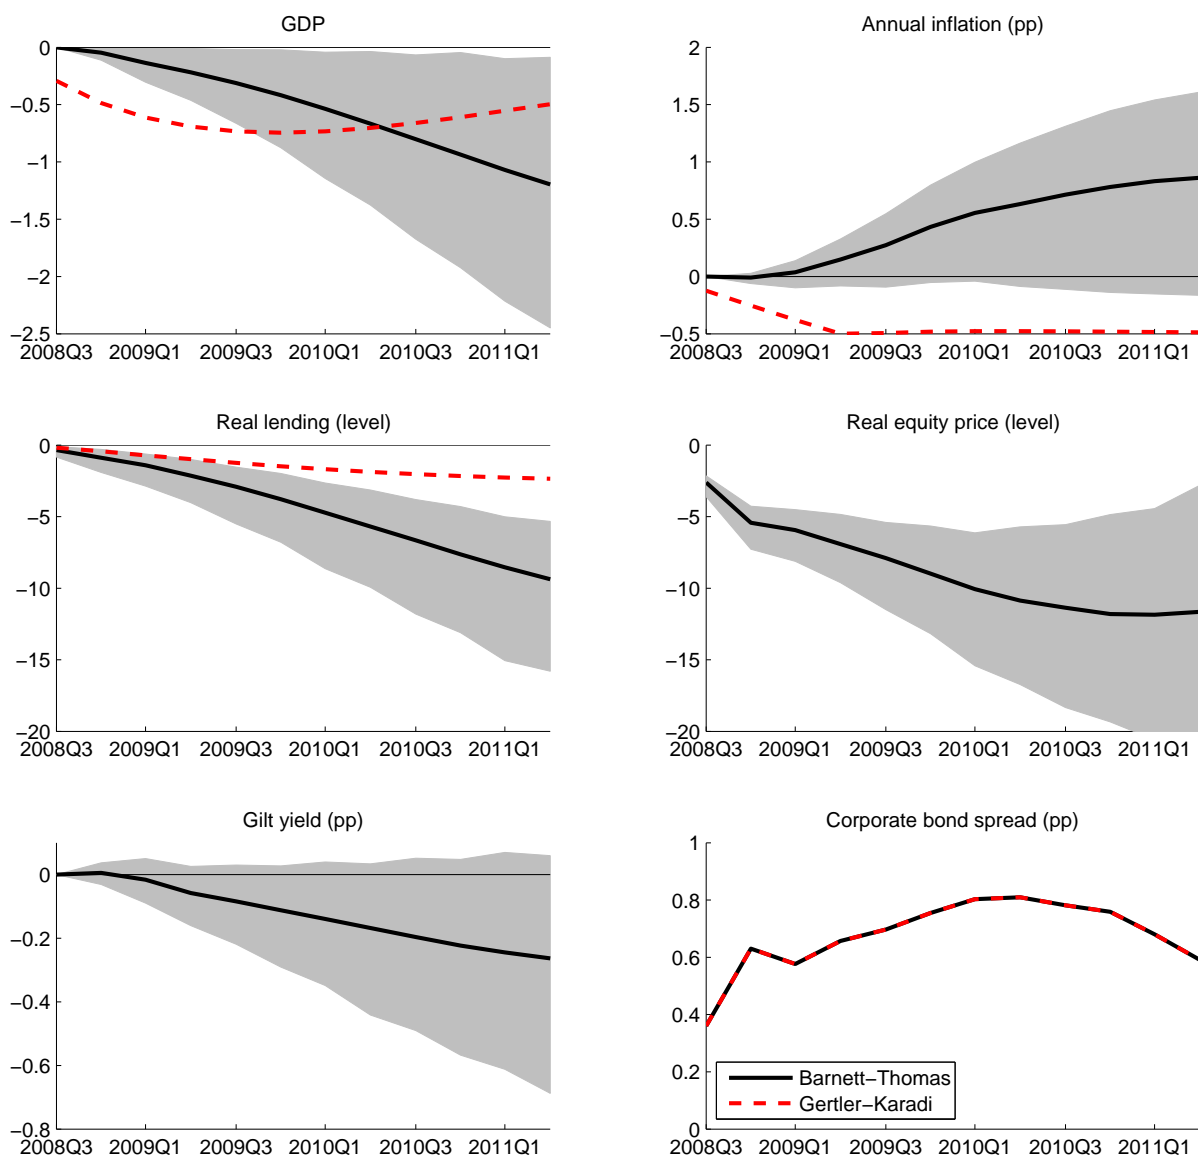 GDP
0
−0.5
−1
−1.5
−2
−2.5
2008Q3 2009Q1 2009Q3 2010Q1 2010Q3 2011Q1
Annual inflation (pp)
2
1.5
1
0.5
0
−0.5
2008Q3 2009Q1 2009Q3 2010Q1 2010Q3 2011Q1
Real lending (level)
0
−5
−10
−15
−20
2008Q3 2009Q1 2009Q3 2010Q1 2010Q3 2011Q1
Real equity price (level)
0
−5
−10
−15
−20
2008Q3 2009Q1 2009Q3 2010Q1 2010Q3 2011Q1
Gilt yield (pp)
0
−0.2
−0.4
−0.6
−0.8
2008Q3 2009Q1 2009Q3 2010Q1 2010Q3 2011Q1
Corporate bond spread (pp)
1
0.8
0.6
0.4
0.2
0
Barnett−Thomas
Gertler−Karadi
2008Q3 2009Q1 2009Q3 2010Q1 2010Q3 2011Q1